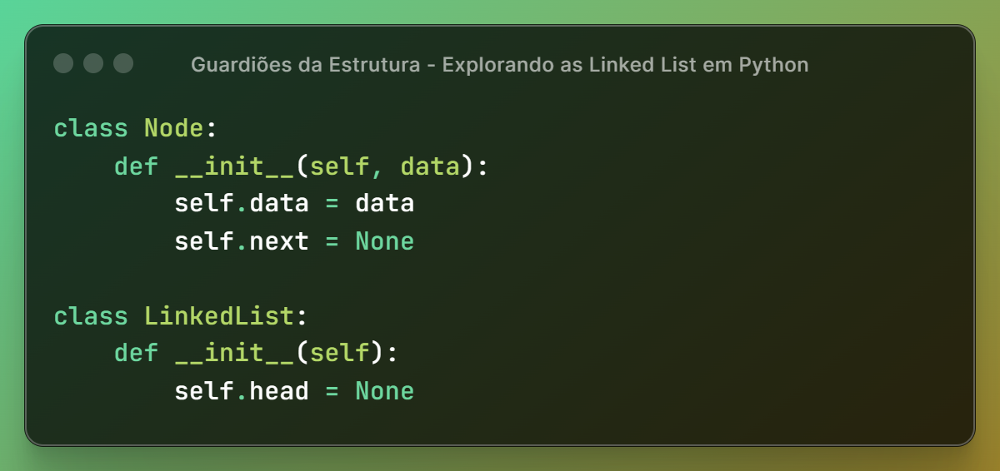 Guardiões da Estrutura - Explorando as Linked List em Python
class Node:
    def __init__(self, data):
        self.data = data
        self.next = None
class LinkedList:
    def __init__(self):
        self.head = None